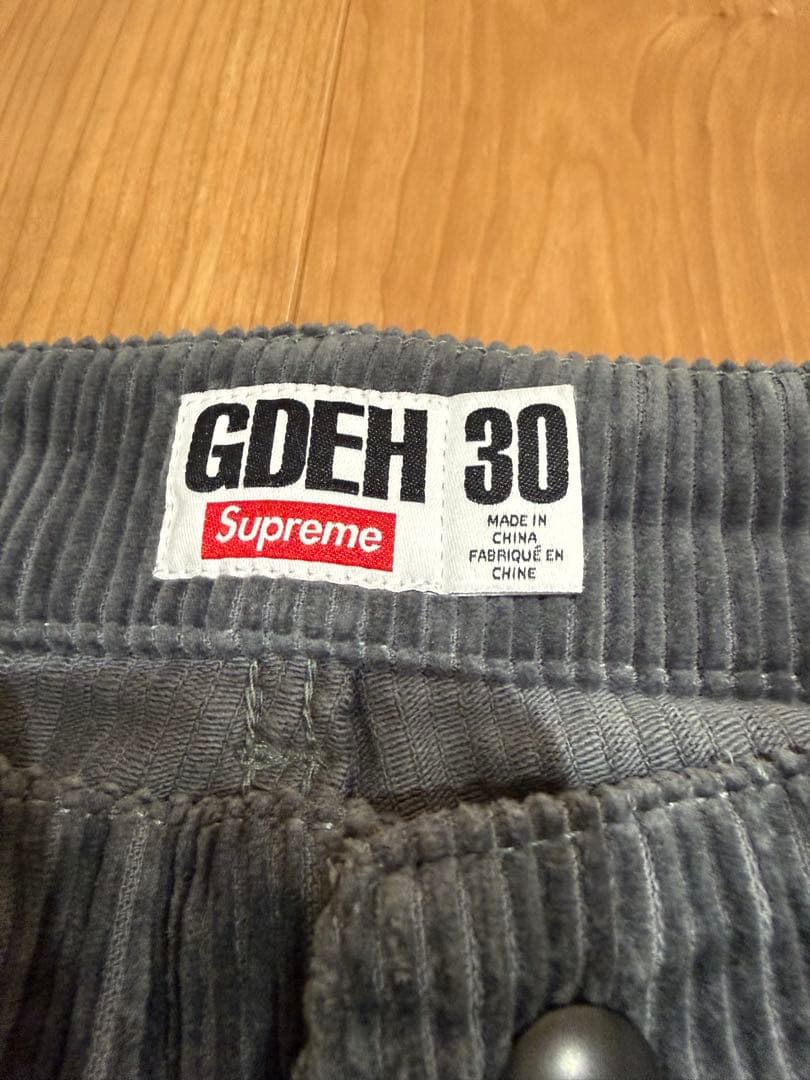 GDEH
Supreme
30
MADE IN
CHINA
FABRIQUÉ EN
CHINE